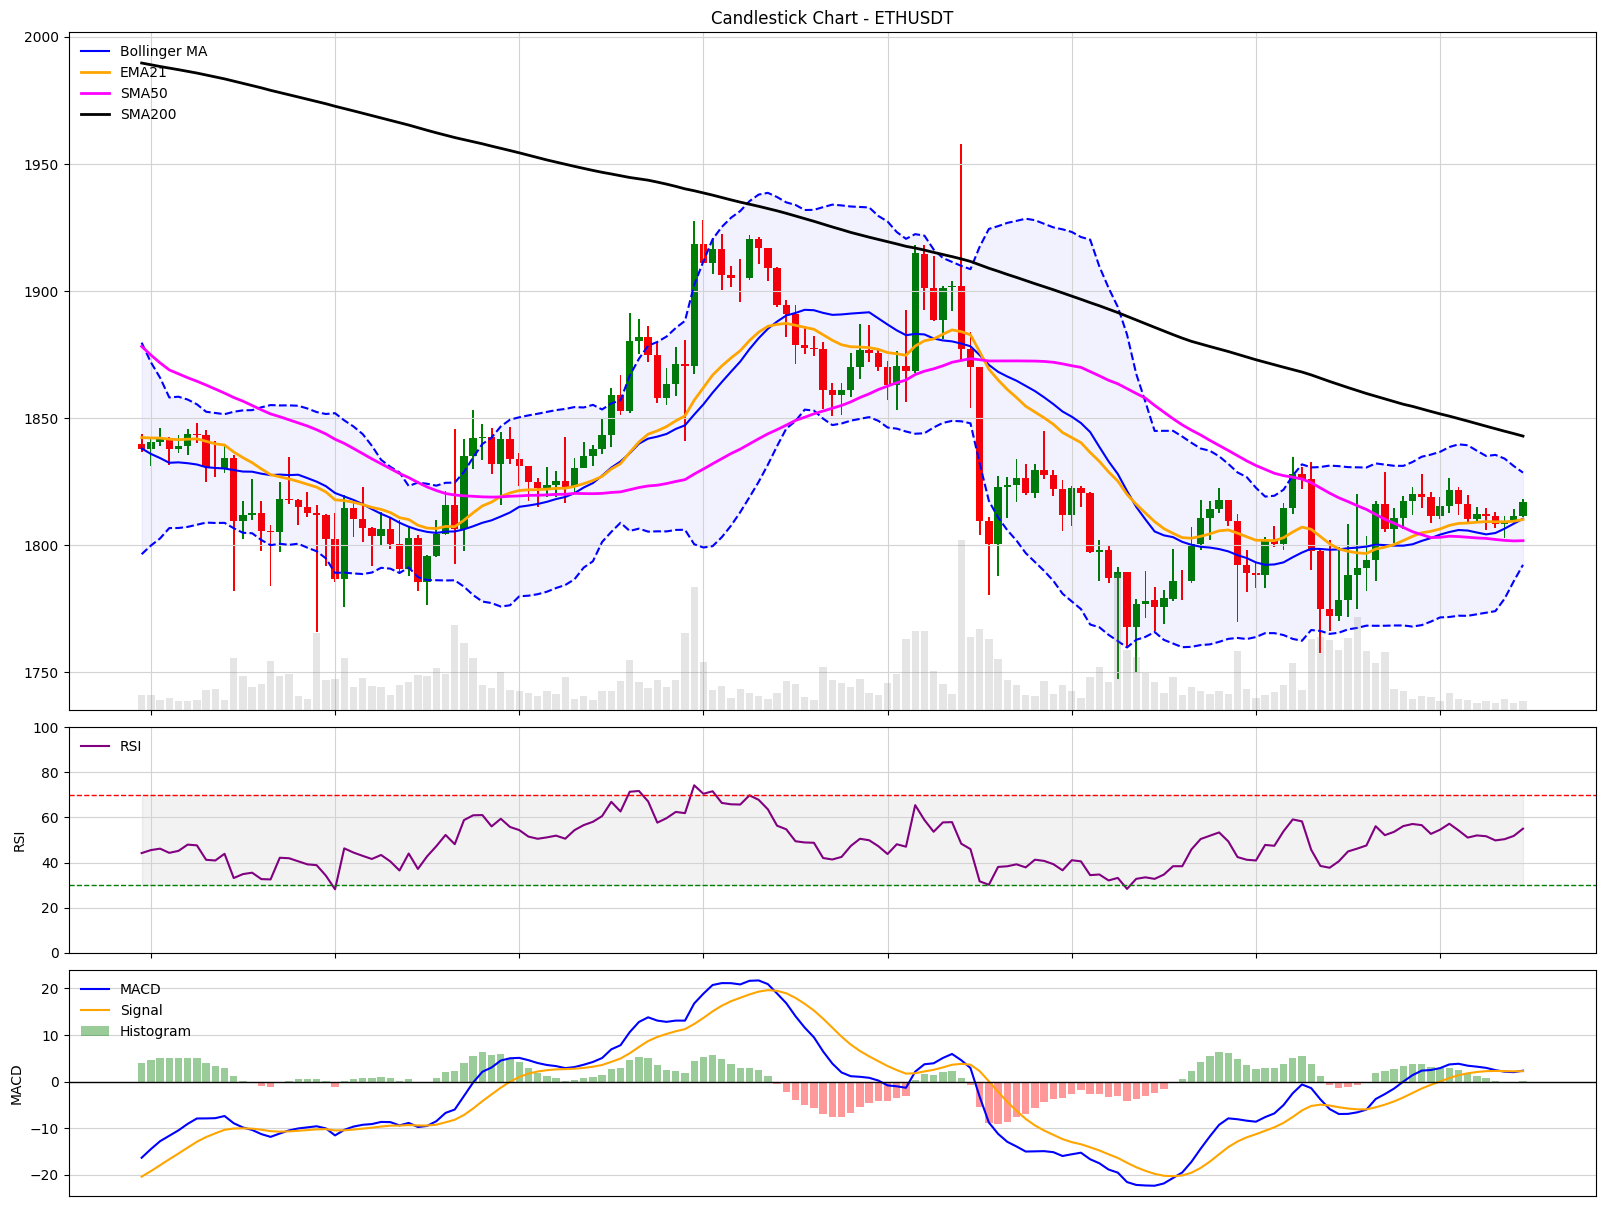 Candlestick Chart - ETHUSDT
2000
1950
1900
1850
1800
1750
Bollinger MA
EMA21
SMA50
SMA200
100
80
60
40
20
0
RSI
RSI
20
10
0
−10
−20
MACD
MACD
Signal
Histogram